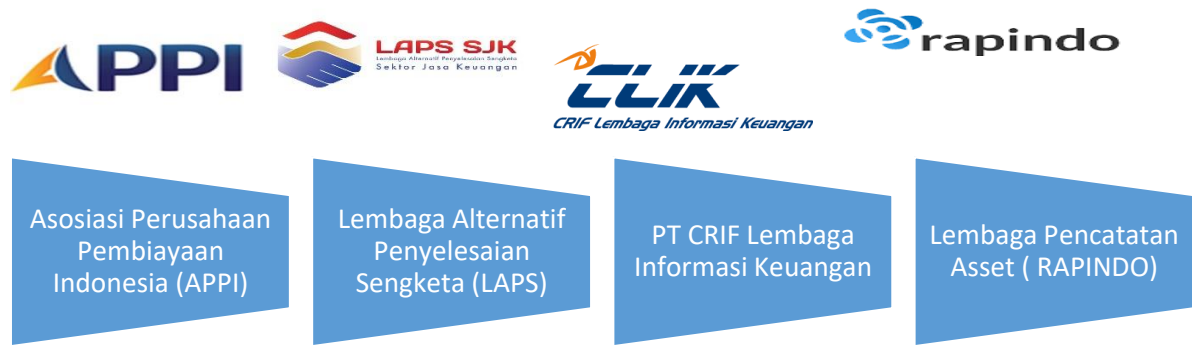 APPI
LAPS SJK
Lembaga Alternatif Penyelesaian Sengketa
Sektor Jasa Keuangan
CLIK
CRIF Lembaga Informasi Keuangan
rapindo
Asosiasi Perusahaan
Pembiayaan
Indonesia (APPI)
Lembaga Alternatif
Penyelesaian
Sengketa (LAPS)
PT CRIF Lembaga
Informasi Keuangan
Lembaga Pencatatan
Asset ( RAPINDO)